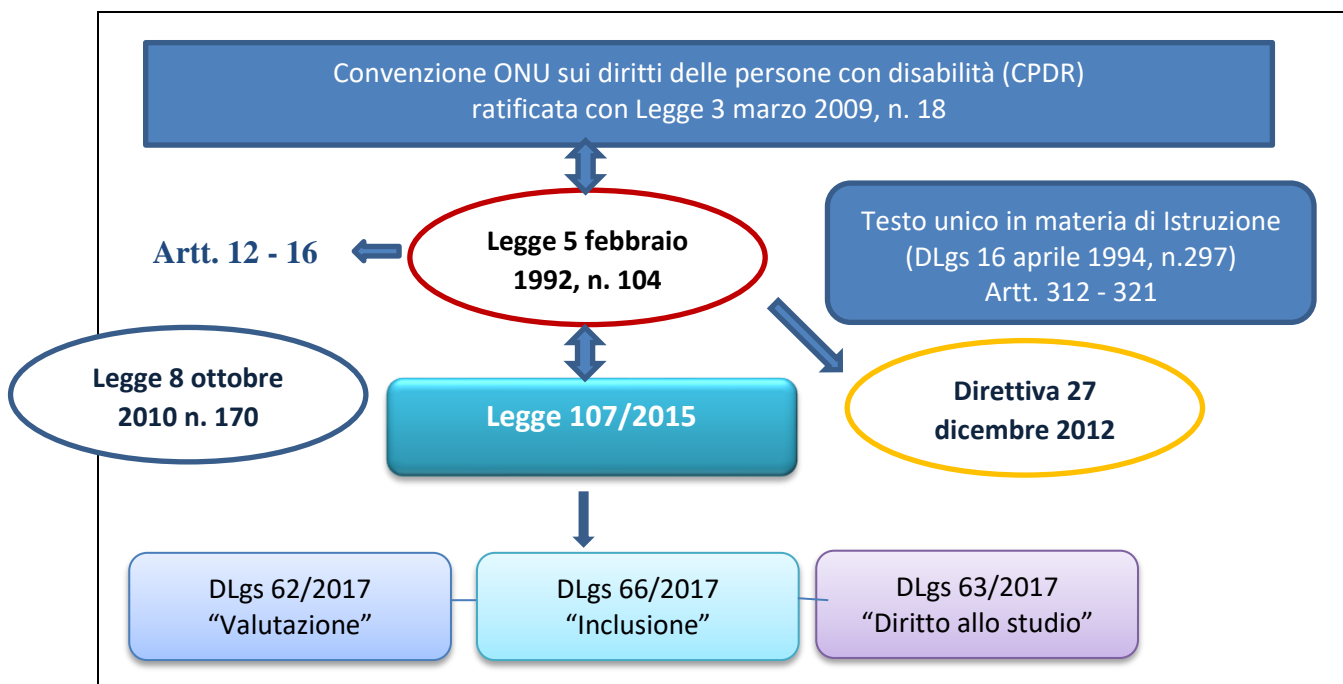 Convenzione ONU sui diritti delle persone con disabilità (CPDR)
ratificata con Legge 3 marzo 2009, n. 18
Artt. 12 - 16
Legge 5 febbraio
1992, n. 104
Testo unico in materia di Istruzione
(DLgs 16 aprile 1994, n.297)
Artt. 312 - 321
Legge 8 ottobre
2010 n. 170
Legge 107/2015
Direttiva 27
dicembre 2012
DLgs 62/2017
“Valutazione”
DLgs 66/2017
“Inclusione”
DLgs 63/2017
“Diritto allo studio”